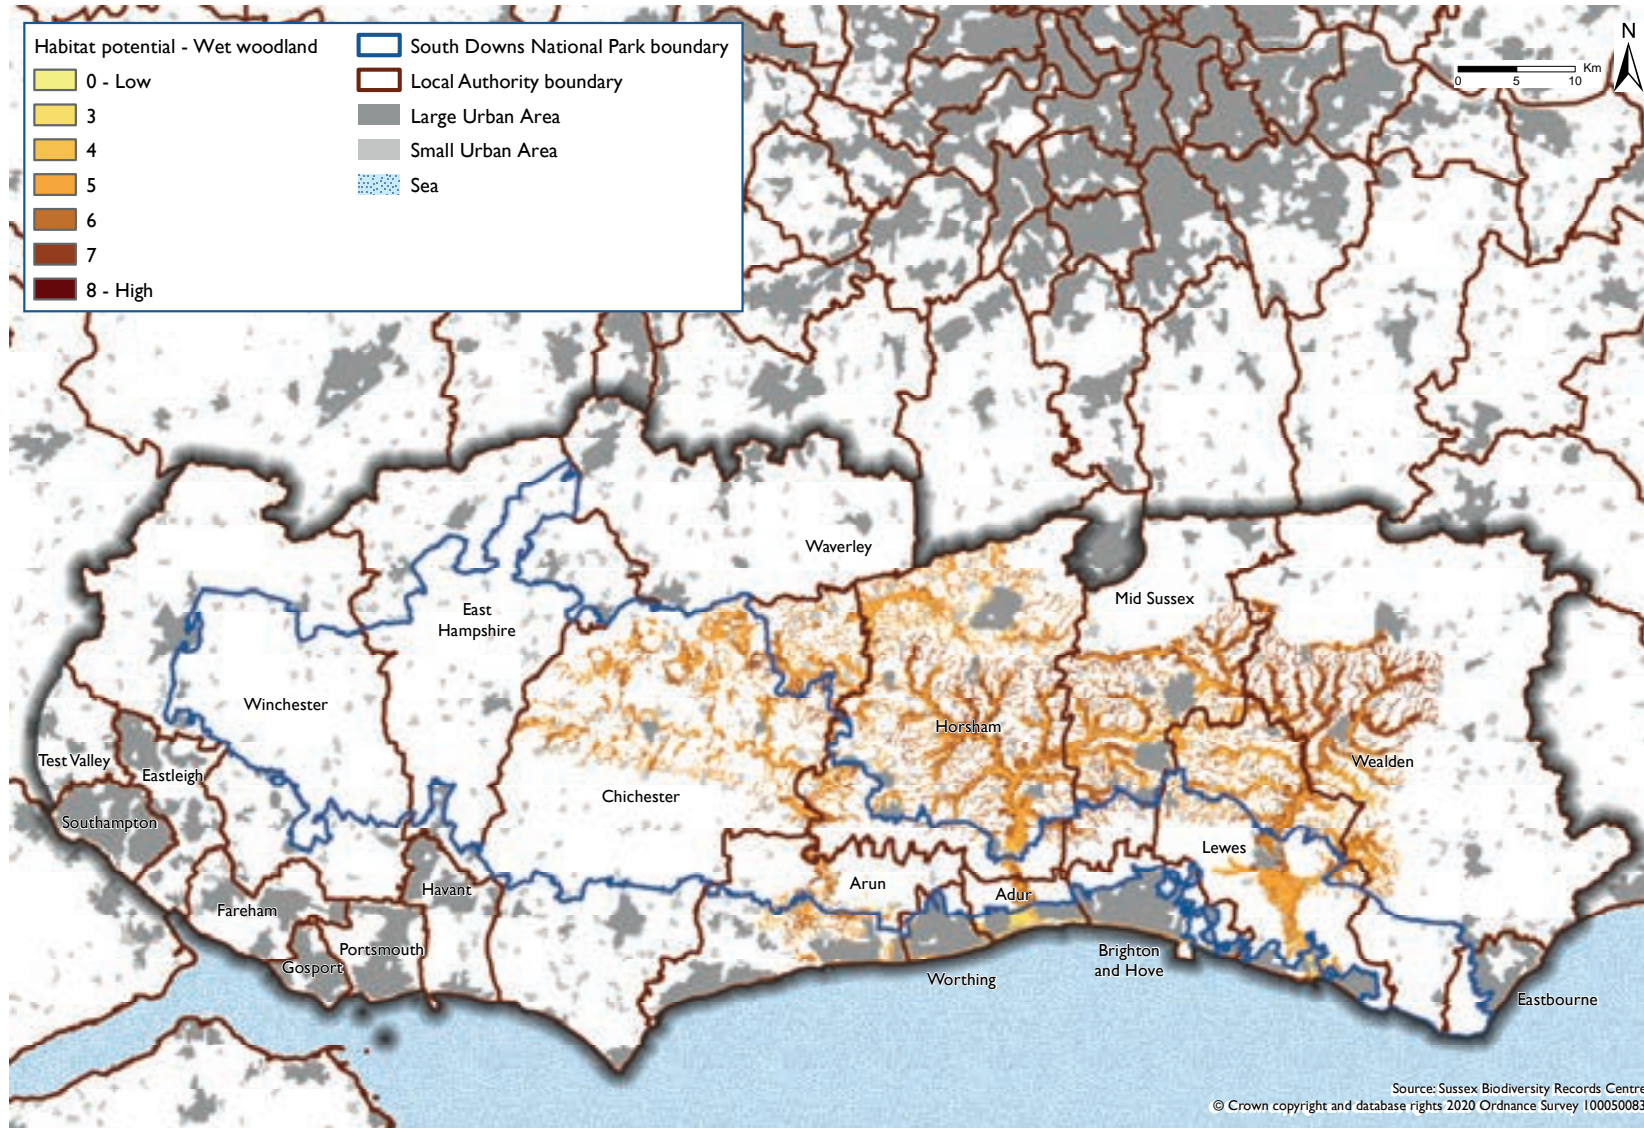 Habitat potential - Wet woodland
0 - Low
3
4
5
6
7
8 - High
South Downs National Park boundary
Local Authority boundary
Large Urban Area
Small Urban Area
Sea
N
Km
0 5 10
Waverley
Mid Sussex
East
Hampshire
Winchester
Horsham
Test Valley
Eastleigh
Wealden
Chichester
Southampton
Lewes
Havant
Arun
Adur
Fareham
Portsmouth
Gosport
Brighton
and Hove
Worthing
Eastbourne
Source: Sussex Biodiversity Records Centre
© Crown copyright and database rights 2020 Ordnance Survey 100050083